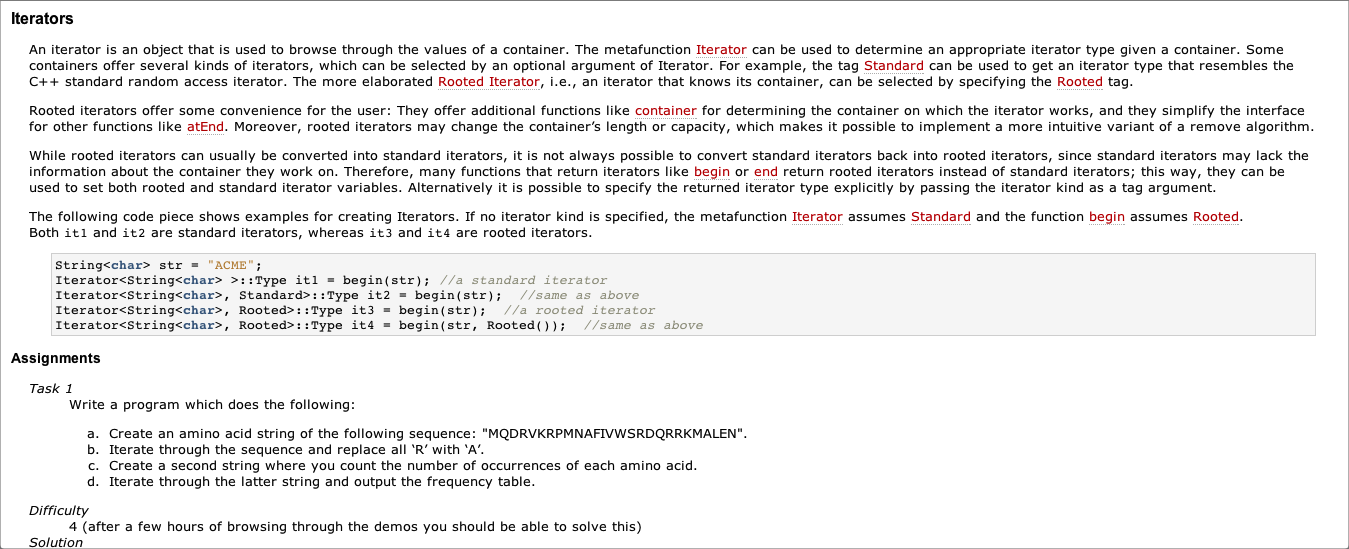 Iterators
An iterator is an object that is used to browse through the values of a container. The metafunction Iterator can be used to determine an appropriate iterator type given a container. Some
containers offer several kinds of iterators, which can be selected by an optional argument of Iterator. For example, the tag Standard can be used to get an iterator type that resembles the
C++ standard random access iterator. The more elaborated Rooted Iterator, i.e., an iterator that knows its container, can be selected by specifying the Rooted tag.
Rooted iterators offer some convenience for the user: They offer additional functions like container for determining the container on which the iterator works, and they simplify the interface
for other functions like atEnd. Moreover, rooted iterators may change the container’s length or capacity, which makes it possible to implement a more intuitive variant of a remove algorithm.
While rooted iterators can usually be converted into standard iterators, it is not always possible to convert standard iterators back into rooted iterators, since standard iterators may lack the
information about the container they work on. Therefore, many functions that return iterators like begin or end return rooted iterators instead of standard iterators; this way, they can be
used to set both rooted and standard iterator variables. Alternatively it is possible to specify the returned iterator type explicitly by passing the iterator kind as a tag argument.
The following code piece shows examples for creating Iterators. If no iterator kind is specified, the metafunction Iterator assumes Standard and the function begin assumes Rooted.
Both it1 and it2 are standard iterators, whereas it3 and it4 are rooted iterators.
String<char> str = "ACME";
Iterator<String<char> >::Type it1 = begin(str); //a standard iterator
Iterator<String<char>, Standard>::Type it2 = begin(str);  //same as above
Iterator<String<char>, Rooted>::Type it3 = begin(str);  //a rooted iterator
Iterator<String<char>, Rooted>::Type it4 = begin(str, Rooted());  //same as above
Assignments
Task 1
Write a program which does the following:
a. Create an amino acid string of the following sequence: "MQDRVKRPMNAFIVWSRDQRRKMALEN".
b. Iterate through the sequence and replace all ‘R’ with ‘A’.
c. Create a second string where you count the number of occurrences of each amino acid.
d. Iterate through the latter string and output the frequency table.
Difficulty
4 (after a few hours of browsing through the demos you should be able to solve this)
Solution